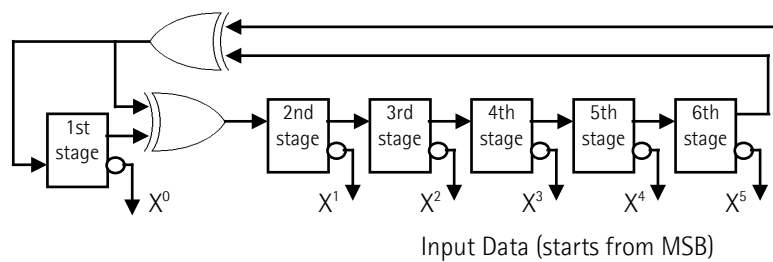 1st
stage
2nd
stage
3rd
stage
4th
stage
5th
stage
6th
stage
X⁰
X¹
X²
X³
X⁴
X⁵
Input Data (starts from MSB)